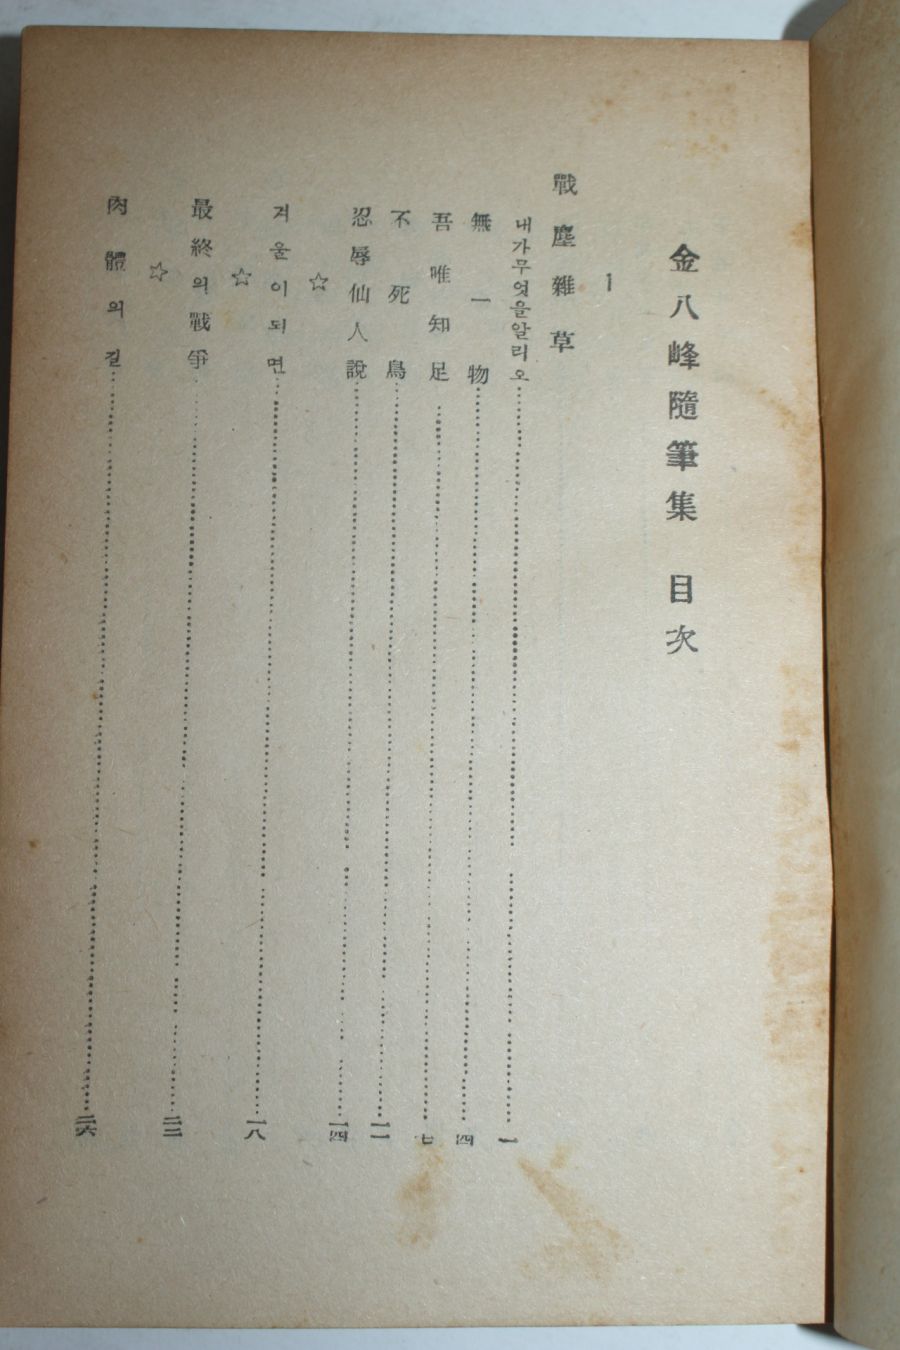 金八峰隨筆集 目次
I
戰塵雜草
내가무엇을알리오……一
無一物……四
吾唯知足……七
不死鳥……一一
忍辱仙人說……一四
☆
겨울이되면……一八
☆
最終의戰爭……二二
☆
肉體의길……二六